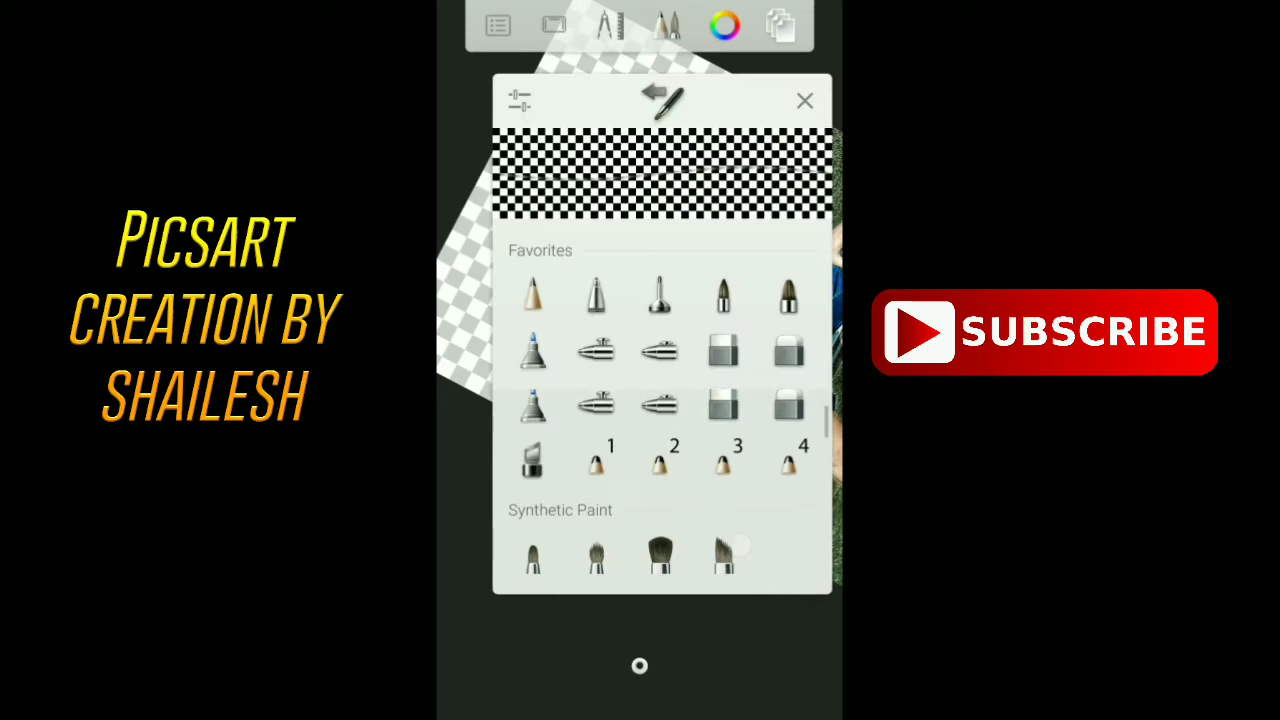 PICSART
CREATION BY
SHAILESH
Favorites
1 2 3 4
Synthetic Paint
SUBSCRIBE